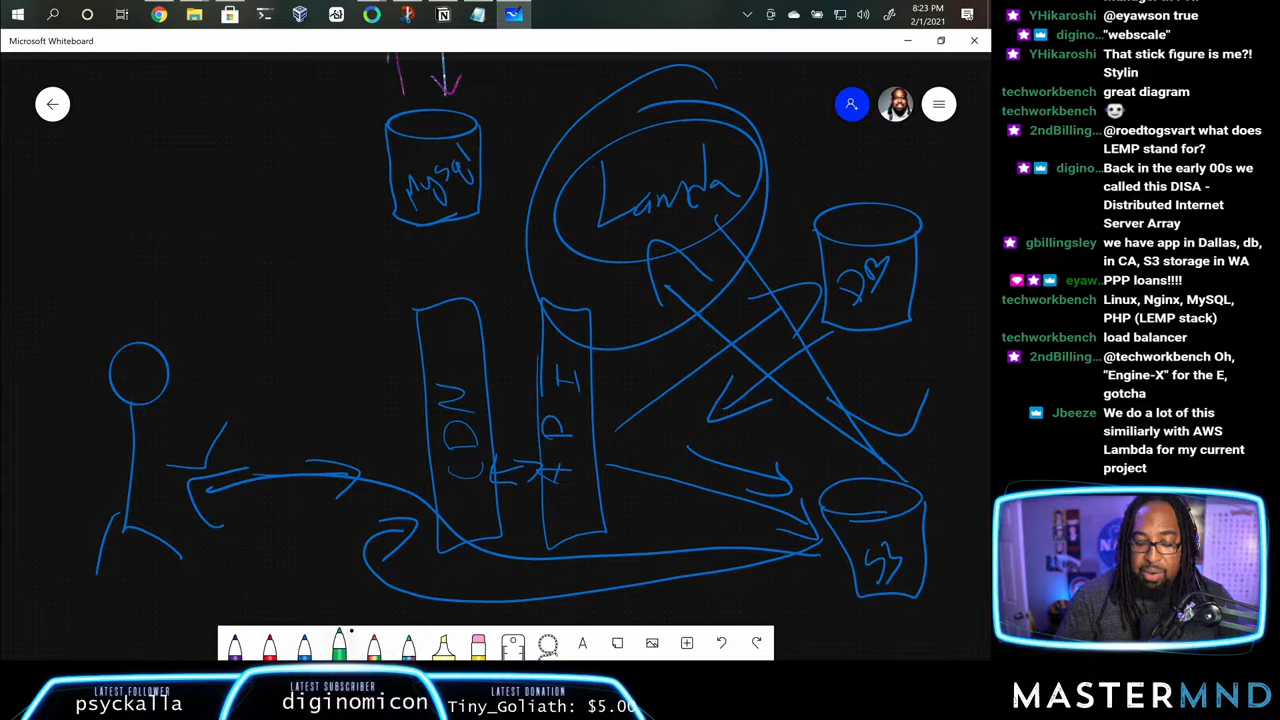 8:23 PM
2/1/2021
Microsoft Whiteboard
Mysql
Lambda
DB
CDN
API
S3
YHikaroshi @eyawson true
digino... "webscale"
YHikaroshi That stick figure is me?!
Stylin
techworkbench great diagram
techworkbench
2ndBilling... @roedtogsvart what does
LEMP stand for?
digino... Back in the early 00s we
called this DISA -
Distributed Internet
Server Array
gbillingsley we have app in Dallas, db,
in CA, S3 storage in WA
eyaw... PPP loans!!!!
techworkbench Linux, Nginx, MySQL,
PHP (LEMP stack)
techworkbench load balancer
2ndBilling... @techworkbench Oh,
"Engine-X" for the E,
gotcha
Jbeeze We do a lot of this
similiarly with AWS
Lambda for my current
project
LATEST FOLLOWER
psyckalla
LATEST SUBSCRIBER
diginomicon
LATEST DONATION
Tiny_Goliath: $5.00
MASTERMND